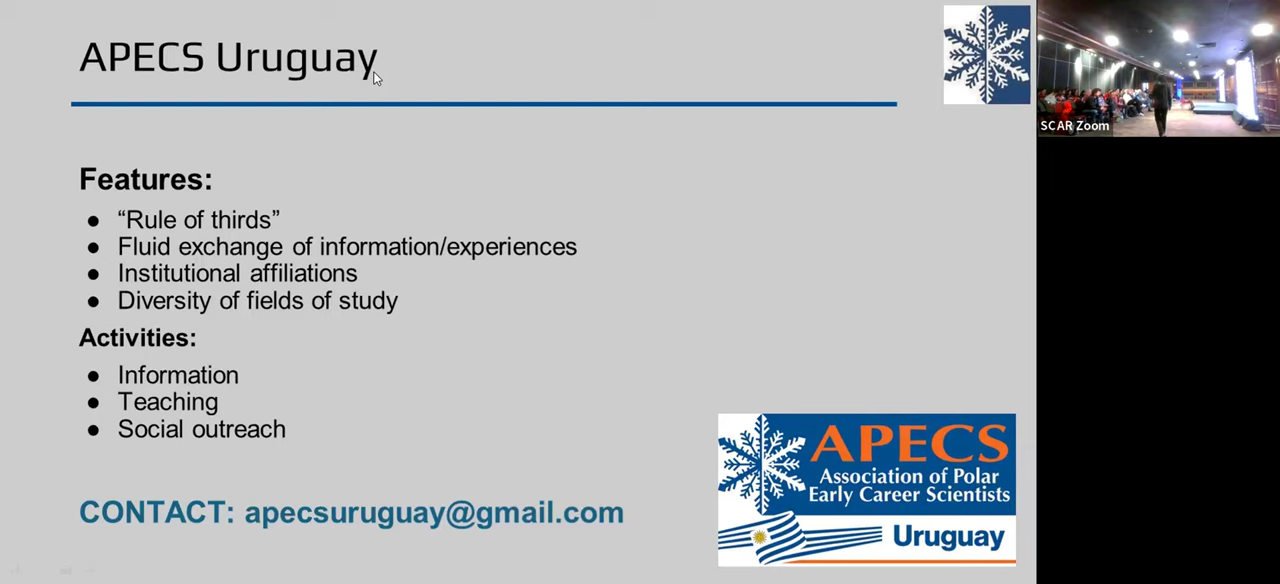 APECS Uruguay
SCAR Zoom
Features:
● “Rule of thirds”
● Fluid exchange of information/experiences
● Institutional affiliations
● Diversity of fields of study
Activities:
● Information
● Teaching
● Social outreach
CONTACT: apecsuruguay@gmail.com
APECS
Association of Polar
Early Career Scientists
Uruguay